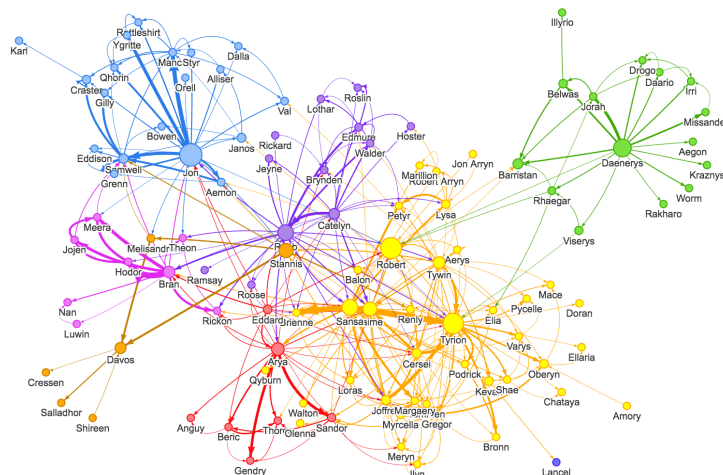 Illyrio
Karl
Rattleshirt
Ygritte
Mance
Styr
Dalla
Qhorin
Alliser
Craster
Orell
Gilly
Val
Bowen
Janos
Eddison
Samwell
Jon
Grenn
Aemon
Roslin
Lothar
Edmure
Hoster
Rickard
Walder
Jeyne
Brynden
Jon Arryn
Marillion
Robert Arryn
Petyr
Lysa
Catelyn
Drogo
Daario
Irri
Belwas
Jorah
Missandei
Daenerys
Aegon
Barristan
Kraznys
Worm
Rhaegar
Rakharo
Viserys
Meera
Melisandre
Theon
Jojen
Hodor
Bran
Ramsay
Stannis
Robert
Balon
Aerys
Tywin
Nan
Luwin
Rickon
Roose
Eddard
Brienne
Sansa
Jaime
Renly
Tyrion
Elia
Mace
Pycelle
Doran
Varys
Ellaria
Davos
Arya
Qyburn
Cersei
Podrick
Oberyn
Cressen
Loras
Kevan
Shae
Chataya
Salladhor
Shireen
Anguy
Beric
Walton
Olenna
Sandor
Joffrey
Margaery
Myrcella
Gregor
Amory
Bronn
Meryn
Gendry
Ilyn
Lancel